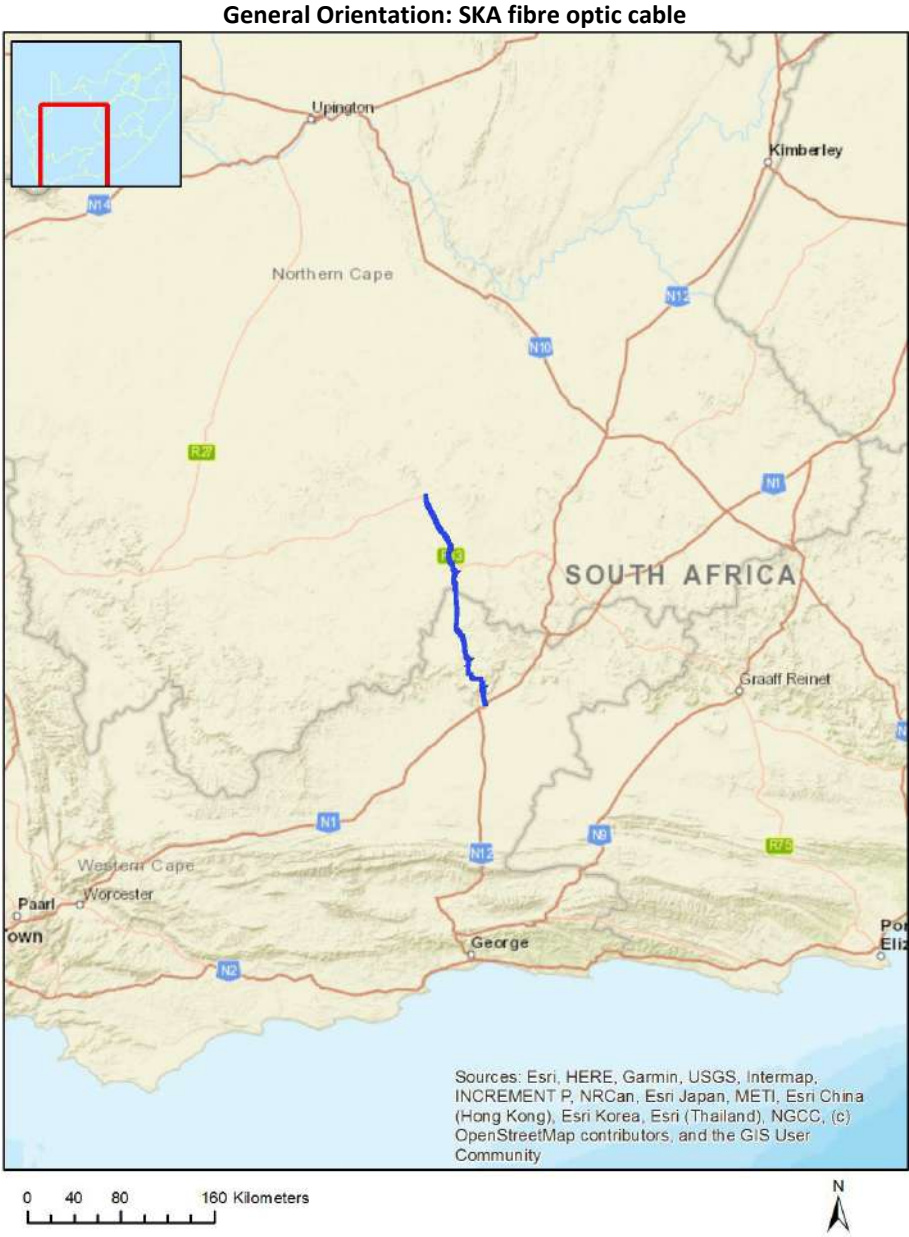 General Orientation: SKA fibre optic cable
Upington
Kimberley
N14
Northern Cape
N12
N10
R27
N1
SOUTH AFRICA
Graaff Reinet
N1
N9
N12
R75
Western Cape
Worcester
Paarl
own
Por
Eliz
George
N2
Sources: Esri, HERE, Garmin, USGS, Intermap,
INCREMENT P, NRCan, Esri Japan, METI, Esri China
(Hong Kong), Esri Korea, Esri (Thailand), NGCC, (c)
OpenStreetMap contributors, and the GIS User
Community
0 40 80 160 Kilometers
N